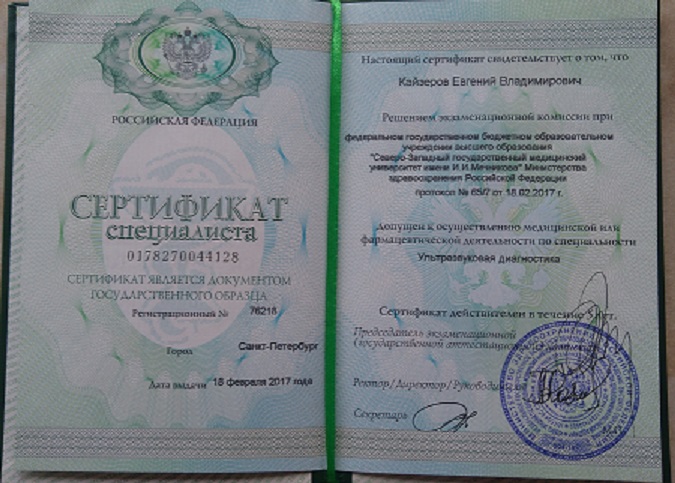 РОССИЙСКАЯ ФЕДЕРАЦИЯ
СЕРТИФИКАТ
специалиста
0178270044128
СЕРТИФИКАТ ЯВЛЯЕТСЯ ДОКУМЕНТОМ
ГОСУДАРСТВЕННОГО ОБРАЗЦА
Регистрационный № 76216
Город Санкт-Петербург
Дата выдачи 18 февраля 2017 года
Настоящий сертификат свидетельствует о том, что
Кайзеров Евгений Владимирович
Решением экзаменационной комиссии при
федеральном государственном бюджетном образовательном
учреждении высшего образования
"Северо-Западный государственный медицинский
университет имени И.И.Мечникова" Министерства
здравоохранения Российской Федерации
протокол № 65/7 от 18.02.2017 г.
Допущен к осуществлению медицинской или
фармацевтической деятельности по специальности
Ультразвуковая диагностика
Сертификат действителен в течение 5 лет.
Председатель экзаменационной
(государственной аттестационной
Ректор/Директор/Руководитель
Секретарь